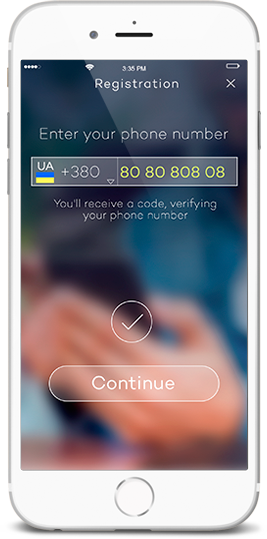 3:35 PM
Registration
Enter your phone number
UA +380 80 80 808 08
You'll receive a code, verifying
your phone number
Continue